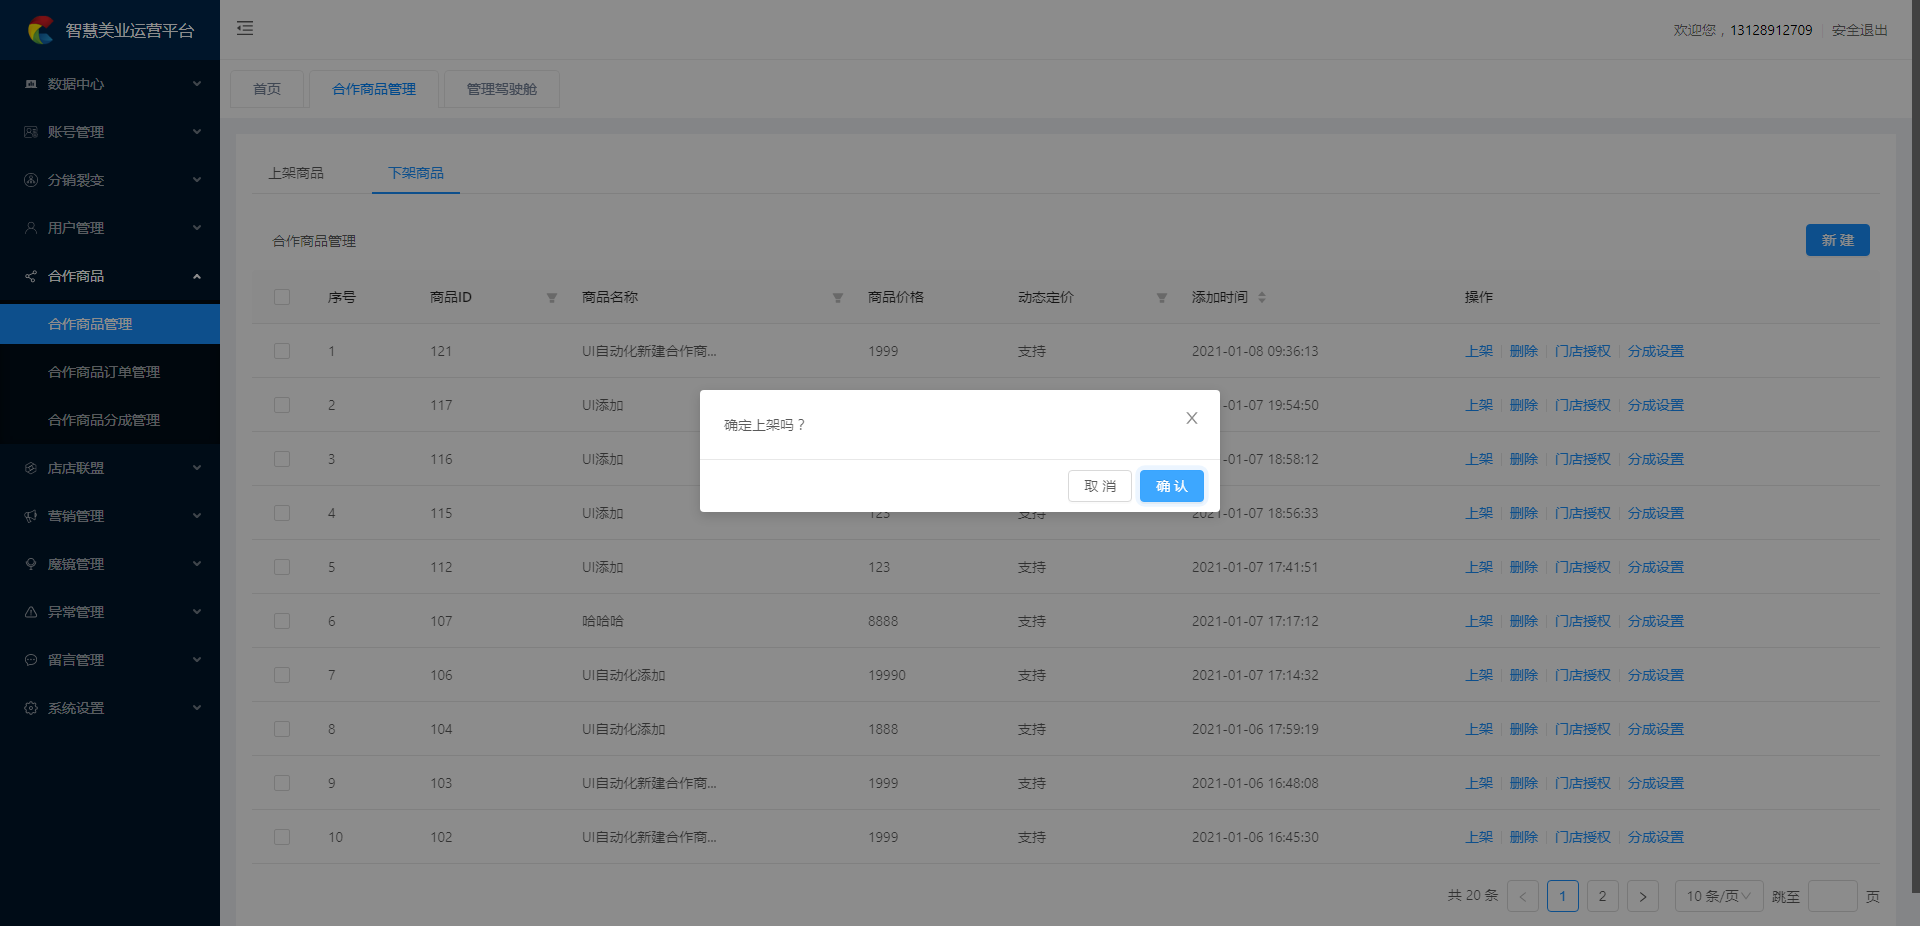 智慧美业运营平台
欢迎您，13128912709 安全退出
首页 合作商品管理 管理驾驶舱
数据中心
账号管理
分销裂变
用户管理
合作商品
合作商品管理
合作商品订单管理
合作商品分成管理
店店联盟
营销管理
魔镜管理
异常管理
留言管理
系统设置
上架商品 下架商品
合作商品管理 新建
序号 商品ID 商品名称 商品价格 动态定价 添加时间 操作
1 121 UI自动化新建合作商... 1999 支持 2021-01-08 09:36:13 上架 删除 门店授权 分成设置
2 117 UI添加 -01-07 19:54:50 上架 删除 门店授权 分成设置
3 116 UI添加 -01-07 18:58:12 上架 删除 门店授权 分成设置
4 115 UI添加 123 支持 2021-01-07 18:56:33 上架 删除 门店授权 分成设置
5 112 UI添加 123 支持 2021-01-07 17:41:51 上架 删除 门店授权 分成设置
6 107 哈哈哈 8888 支持 2021-01-07 17:17:12 上架 删除 门店授权 分成设置
7 106 UI自动化添加 19990 支持 2021-01-07 17:14:32 上架 删除 门店授权 分成设置
8 104 UI自动化添加 1888 支持 2021-01-06 17:59:19 上架 删除 门店授权 分成设置
9 103 UI自动化新建合作商... 1999 支持 2021-01-06 16:48:08 上架 删除 门店授权 分成设置
10 102 UI自动化新建合作商... 1999 支持 2021-01-06 16:45:30 上架 删除 门店授权 分成设置
共 20 条 1 2 10 条/页 跳至 页
确定上架吗？
取消 确认